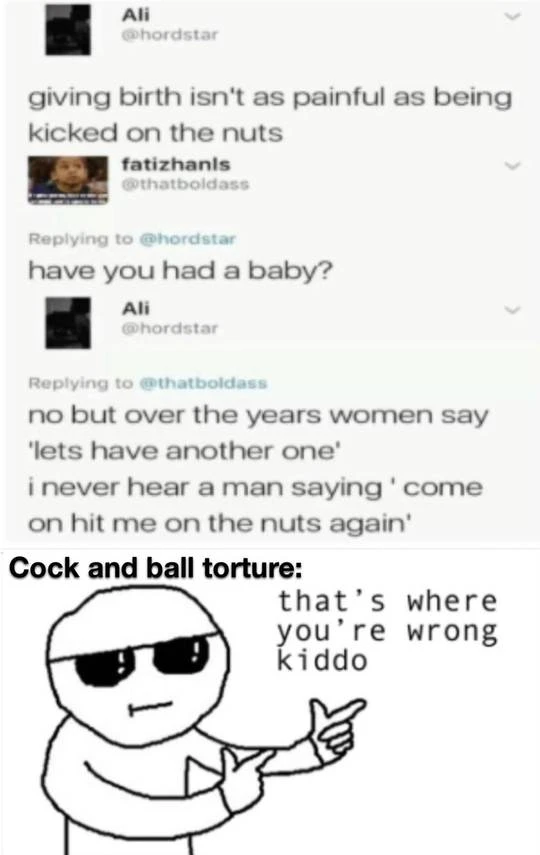 Ali
@hordstar
giving birth isn't as painful as being
kicked on the nuts
fatizhanls
@thatboldass
Replying to @hordstar
have you had a baby?
Ali
@hordstar
Replying to @thatboldass
no but over the years women say
'lets have another one'
i never hear a man saying ' come
on hit me on the nuts again'
Cock and ball torture:
that's where
you're wrong
kiddo